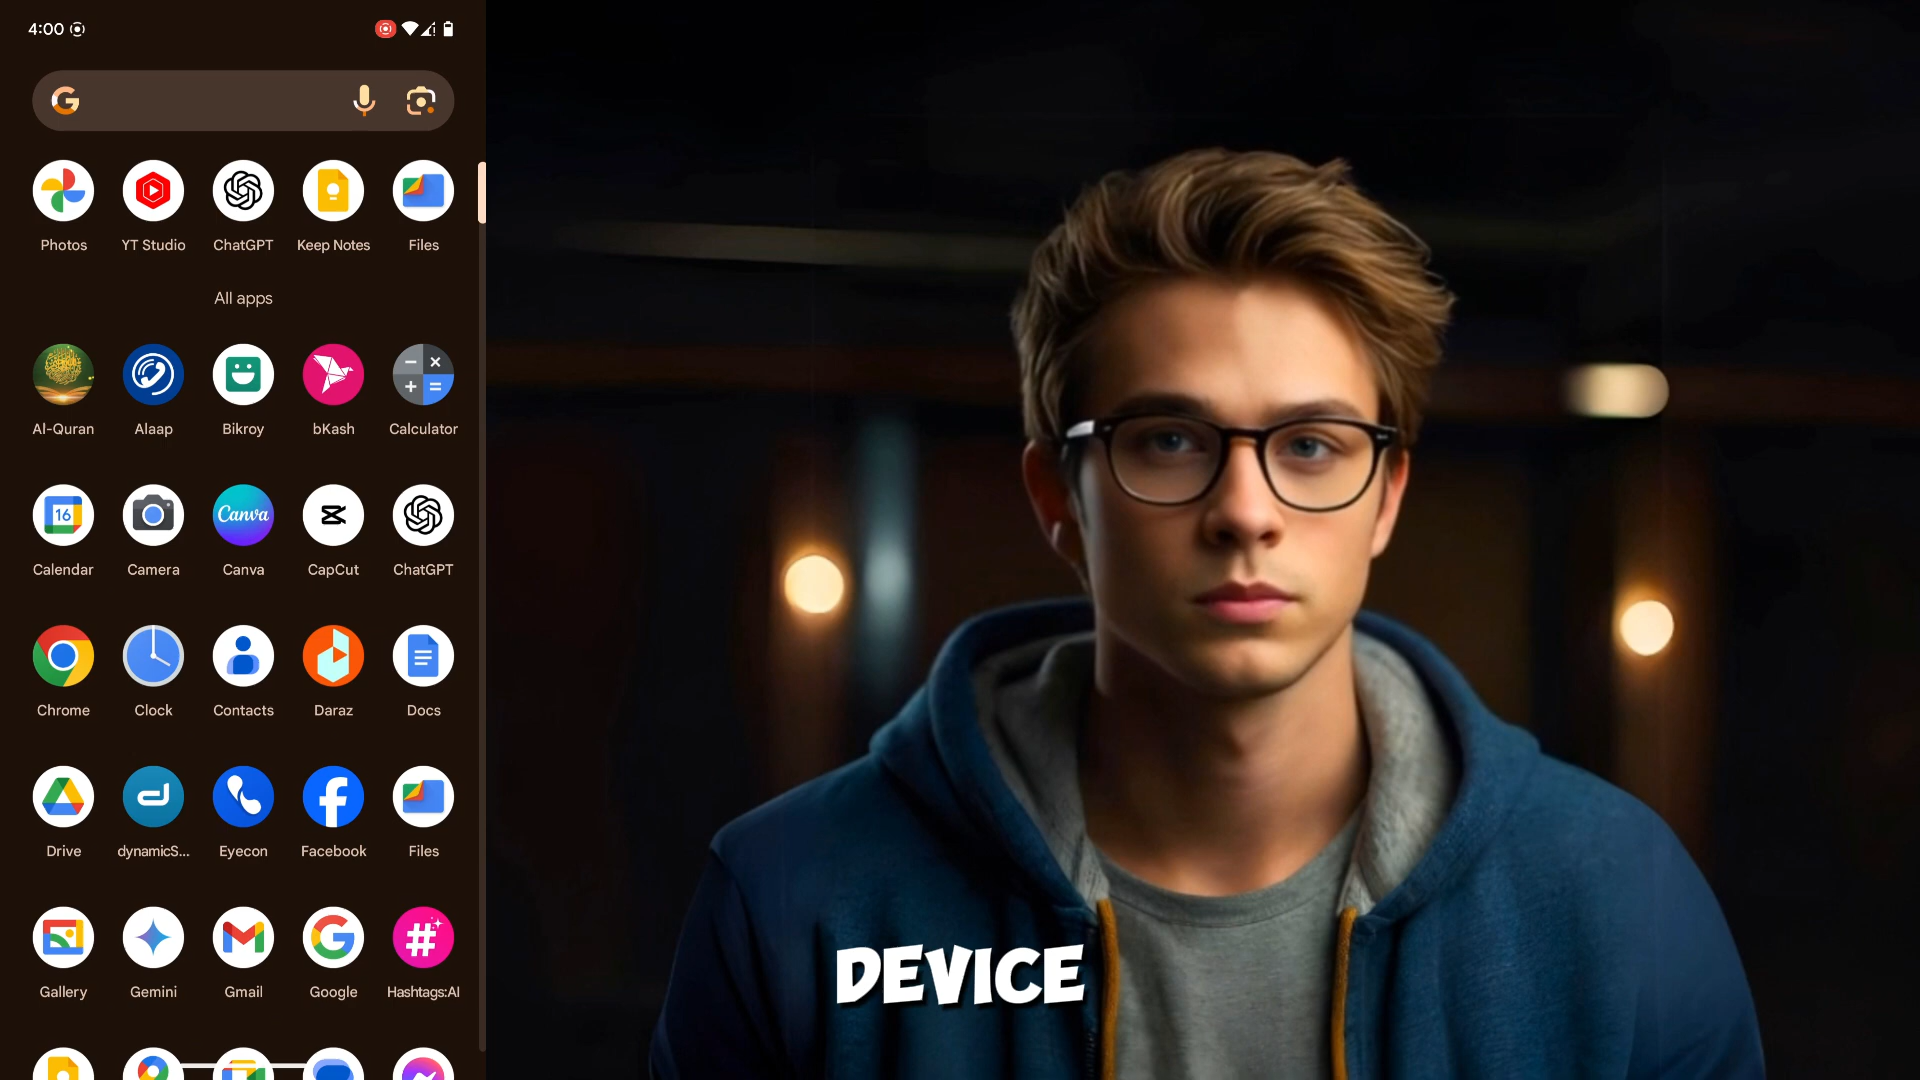 4:00
Photos YT Studio ChatGPT Keep Notes Files
All apps
Al-Quran Alaap Bikroy bKash Calculator
16
Canva
Calendar Camera Canva CapCut ChatGPT
Chrome Clock Contacts Daraz Docs
Drive dynamicS... Eyecon Facebook Files
Gallery Gemini Gmail Google Hashtags:AI
DEVICE